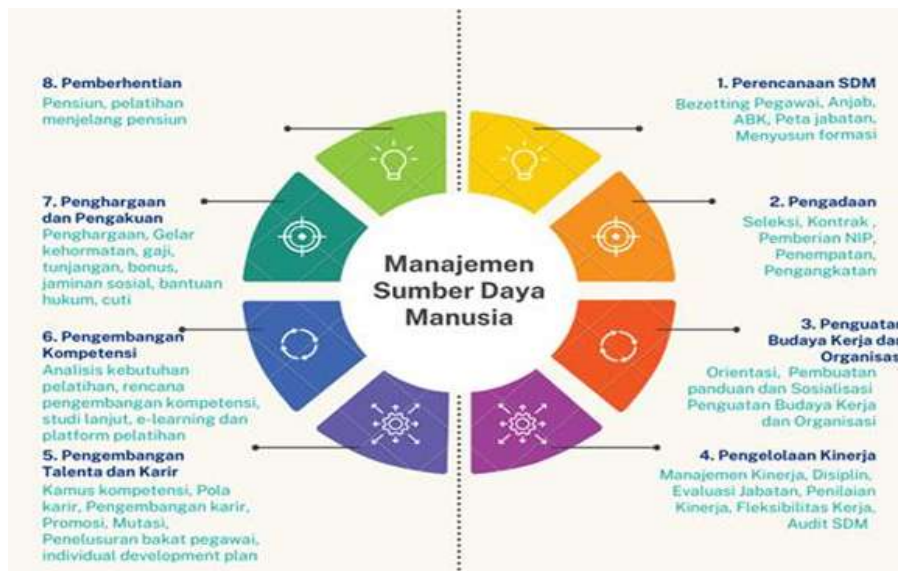 Manajemen
Sumber Daya
Manusia
1. Perencanaan SDM
Bezetting Pegawai, Anjab,
ABK, Peta jabatan,
Menyusun formasi
2. Pengadaan
Seleksi, Kontrak ,
Pemberian NIP,
Penempatan,
Pengangkatan
3. Penguatan
Budaya Kerja dan
Organisasi
Orientasi, Pembuatan
panduan dan Sosialisasi
Penguatan Budaya Kerja
dan Organisasi
4. Pengelolaan Kinerja
Manajemen Kinerja, Disiplin,
Evaluasi Jabatan, Penilaian
Kinerja, Fleksibilitas Kerja,
Audit SDM
5. Pengembangan
Talenta dan Karir
Kamus kompetensi, Pola
karir, Pengembangan karir,
Promosi, Mutasi,
Penelusuran bakat pegawai,
individual development plan
6. Pengembangan
Kompetensi
Analisis kebutuhan
pelatihan, rencana
pengembangan kompetensi,
studi lanjut, e-learning dan
platform pelatihan
7. Penghargaan
dan Pengakuan
Penghargaan, Gelar
kehormatan, gaji,
tunjangan, bonus,
jaminan sosial, bantuan
hukum, cuti
8. Pemberhentian
Pensiun, pelatihan
menjelang pensiun